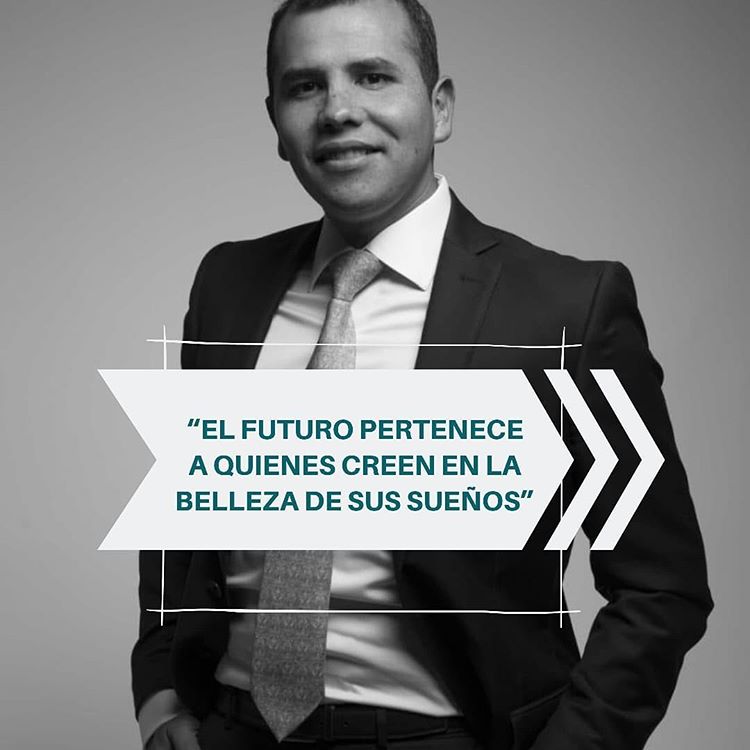 “EL FUTURO PERTENECE
A QUIENES CREEN EN LA
BELLEZA DE SUS SUEÑOS”